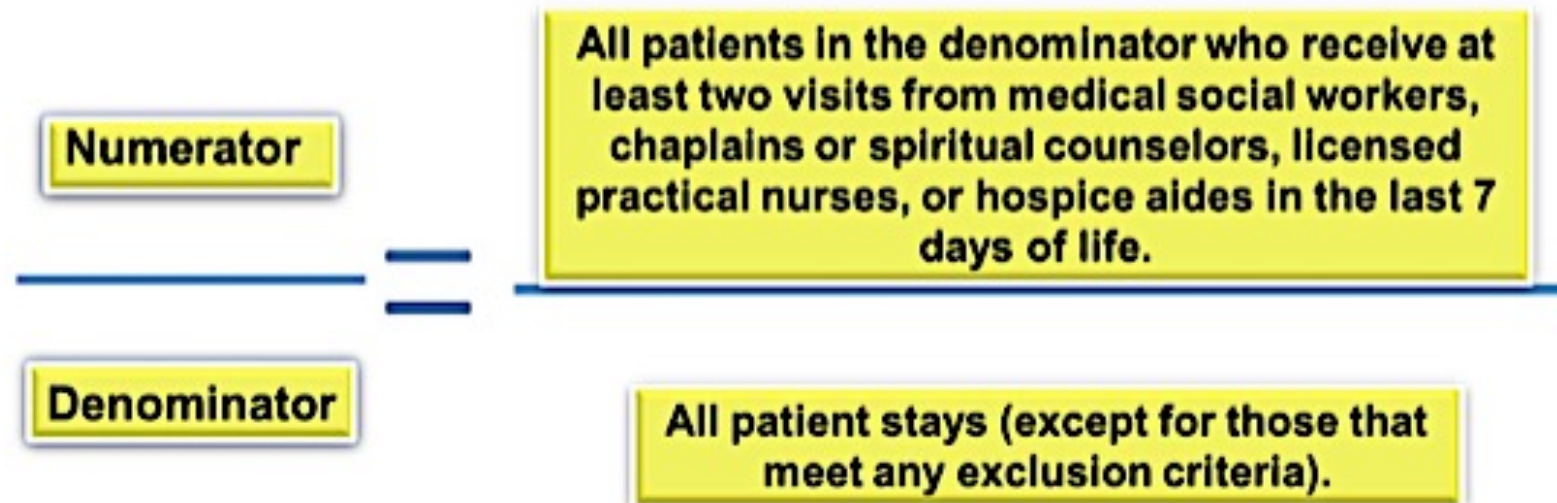 Numerator
All patients in the denominator who receive at
least two visits from medical social workers,
chaplains or spiritual counselors, licensed
practical nurses, or hospice aides in the last 7
days of life.
=
Denominator
All patient stays (except for those that
meet any exclusion criteria).